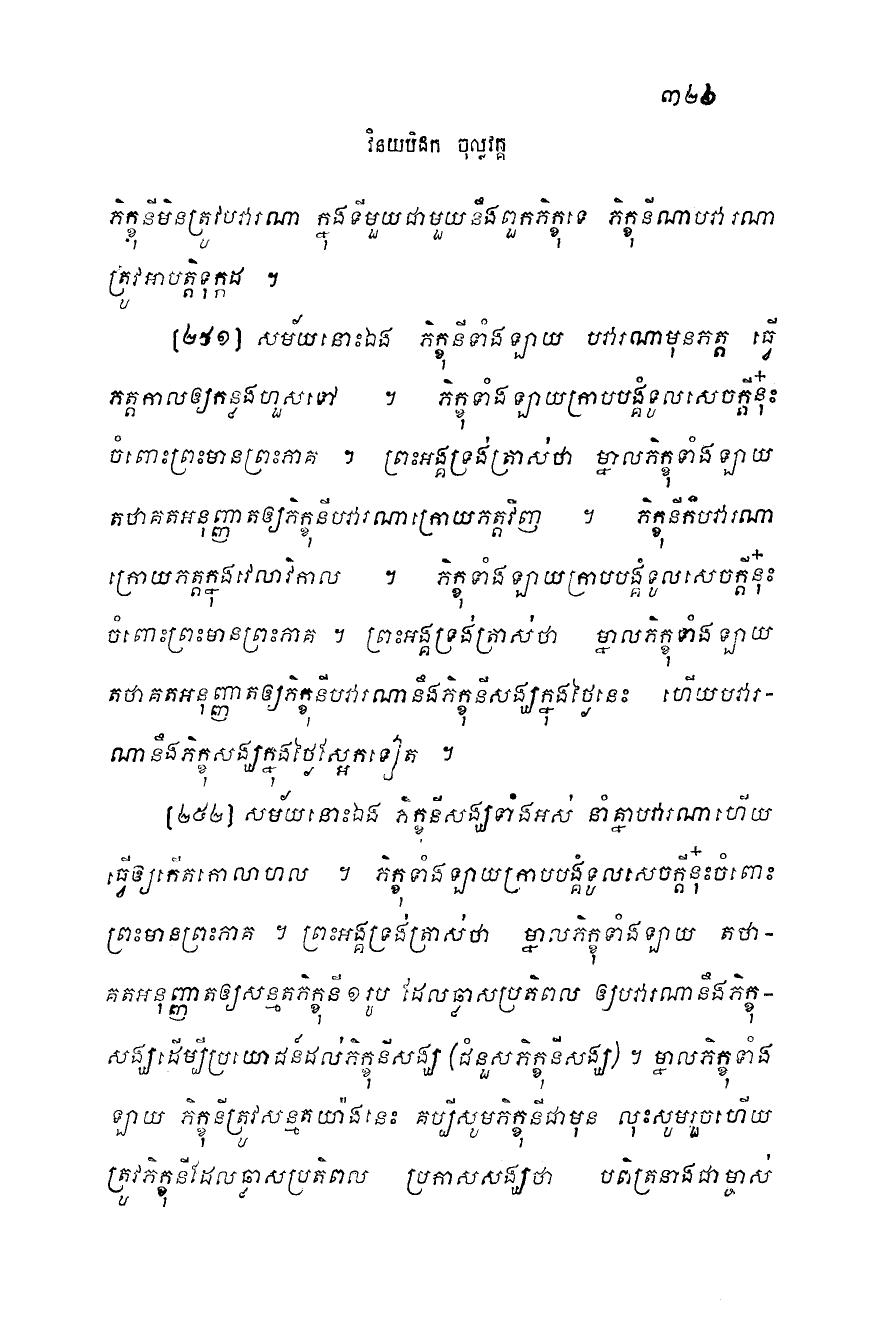 ៣២៦
វិនយបិដក ចុល្លវគ្គ
ភិក្ខុនីមិនត្រូវបវារណា ក្នុងទីមួយជាមួយនឹងពួកភិក្ខុទេ ភិក្ខុនីណាបវារណា
ត្រូវអាបត្តិទុក្កដ ។
[២៥១] សម័យនោះឯង ភិក្ខុនីទាំងឡាយ បវារណាមុនភត្ត ធ្វើ
ភត្តកាលឲ្យកន្លងហួសទៅ ។ ភិក្ខុទាំងឡាយក្រាបបង្គំទូលសេចក្តីនុ៎ះ
ចំពោះព្រះមានព្រះភាគ ។ ព្រះអង្គទ្រង់ត្រាស់ថា ម្នាលភិក្ខុទាំងឡាយ
តថាគតអនុញ្ញាតឲ្យភិក្ខុនីបវារណាក្រោយភត្តវិញ ។ ភិក្ខុនីក៏បវារណា
ក្រោយភត្តក្នុងវេលាវិកាល ។ ភិក្ខុទាំងឡាយក្រាបបង្គំទូលសេចក្តីនុ៎ះ
ចំពោះព្រះមានព្រះភាគ ។ ព្រះអង្គទ្រង់ត្រាស់ថា ម្នាលភិក្ខុទាំងឡាយ
តថាគតអនុញ្ញាតឲ្យភិក្ខុនីបវារណានឹងភិក្ខុនីសង្ឃក្នុងថ្ងៃនេះ ហើយបវារ-
ណានឹងភិក្ខុសង្ឃក្នុងថ្ងៃស្អែកទៀត ។
[២៥២] សម័យនោះឯង ភិក្ខុនីសង្ឃទាំងអស់ នាំគ្នាបវារណាហើយ
ធ្វើឲ្យកើតកោលាហល ។ ភិក្ខុទាំងឡាយក្រាបបង្គំទូលសេចក្តីនុ៎ះចំពោះ
ព្រះមានព្រះភាគ ។ ព្រះអង្គទ្រង់ត្រាស់ថា ម្នាលភិក្ខុទាំងឡាយ តថា-
គតអនុញ្ញាតឲ្យសន្មតភិក្ខុនី១រូប ដែលឆ្លាសប្រតិពល ឲ្យបវារណានឹងភិក្ខុ-
សង្ឃដើម្បីប្រយោជន៍ដល់ភិក្ខុនីសង្ឃ (ជំនួសភិក្ខុនីសង្ឃ) ។ ម្នាលភិក្ខុទាំង
ឡាយ ភិក្ខុនីត្រូវសន្មតយ៉ាងនេះ គប្បីសូមភិក្ខុនីជាមុន លុះសូមរួចហើយ
ត្រូវភិក្ខុនីដែលឆ្លាសប្រតិពល ប្រកាសសង្ឃថា បពិត្រនាងជាម្ចាស់